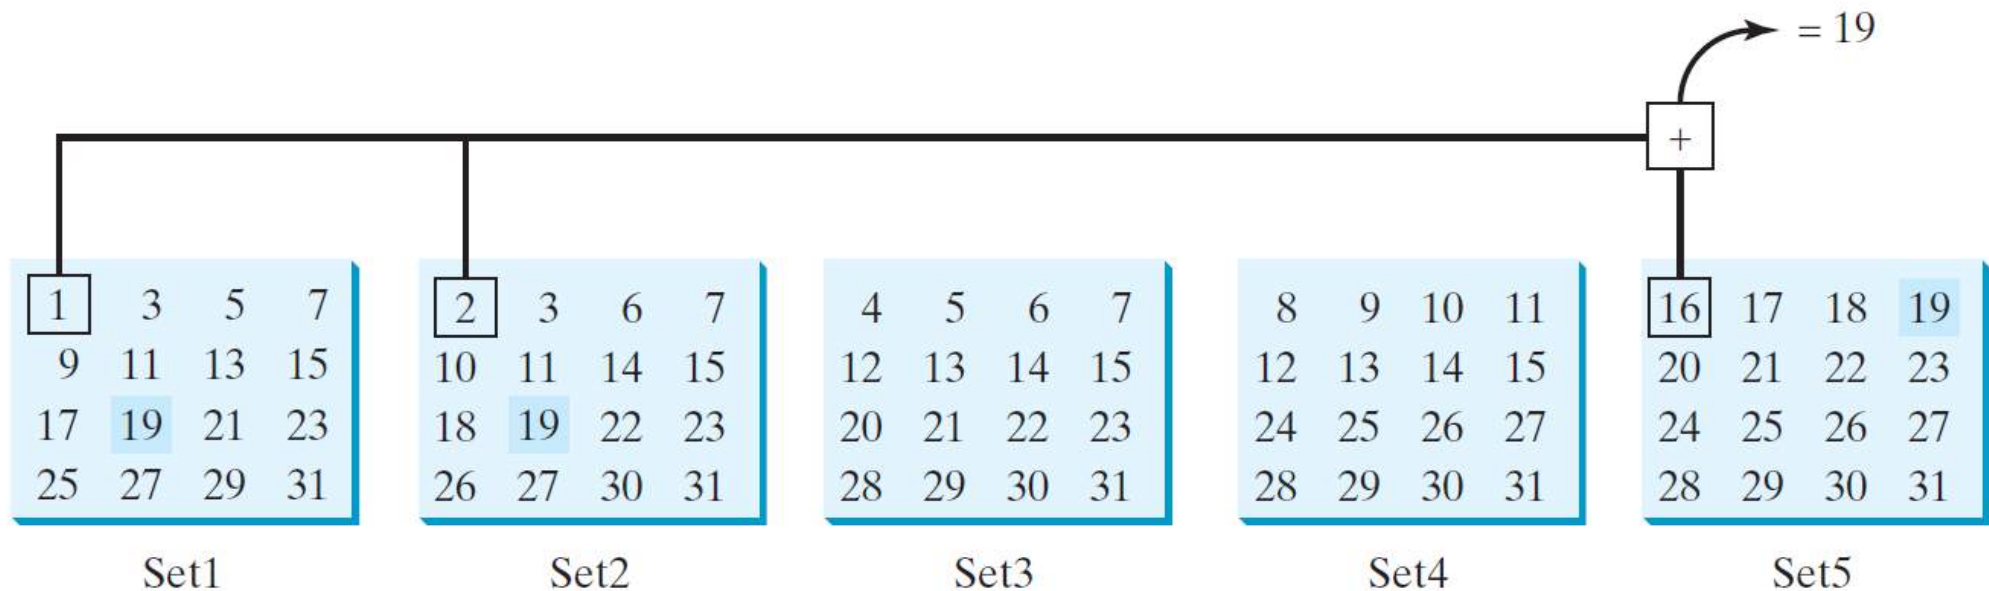 = 19
+
1 3 5 7
9 11 13 15
17 19 21 23
25 27 29 31
Set1
2 3 6 7
10 11 14 15
18 19 22 23
26 27 30 31
Set2
4 5 6 7
12 13 14 15
20 21 22 23
28 29 30 31
Set3
8 9 10 11
12 13 14 15
24 25 26 27
28 29 30 31
Set4
16 17 18 19
20 21 22 23
24 25 26 27
28 29 30 31
Set5